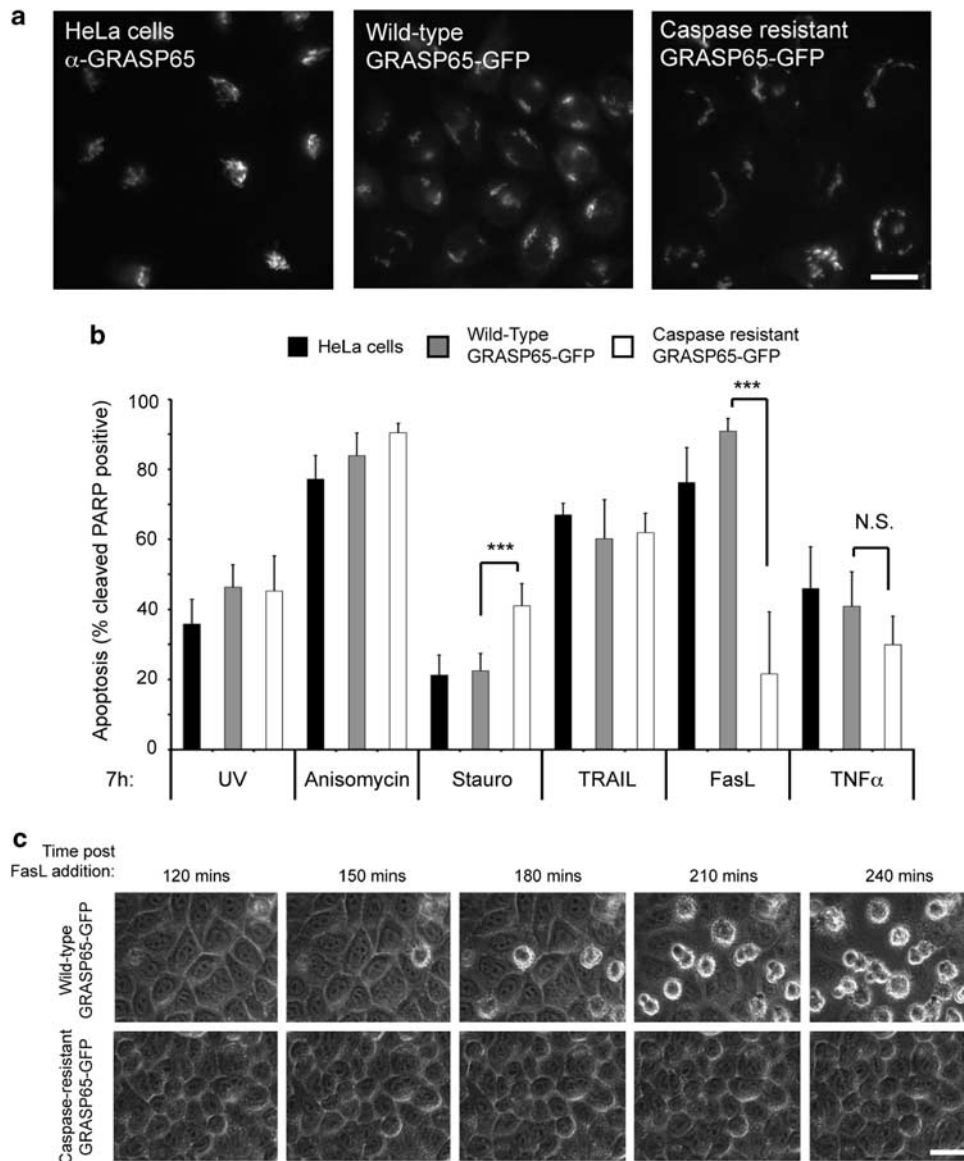 a
HeLa cells
α-GRASP65
Wild-type
GRASP65-GFP
Caspase resistant
GRASP65-GFP
b
HeLa cells
Wild-Type
GRASP65-GFP
Caspase resistant
GRASP65-GFP
Apoptosis (% cleaved PARP positive)
100
80
60
40
20
0
***
***
N.S.
7h:
UV
Anisomycin
Stauro
TRAIL
FasL
TNFα
c
Time post
FasL addition:
120 mins
150 mins
180 mins
210 mins
240 mins
Wild-type
GRASP65-GFP
Caspase-resistant
GRASP65-GFP